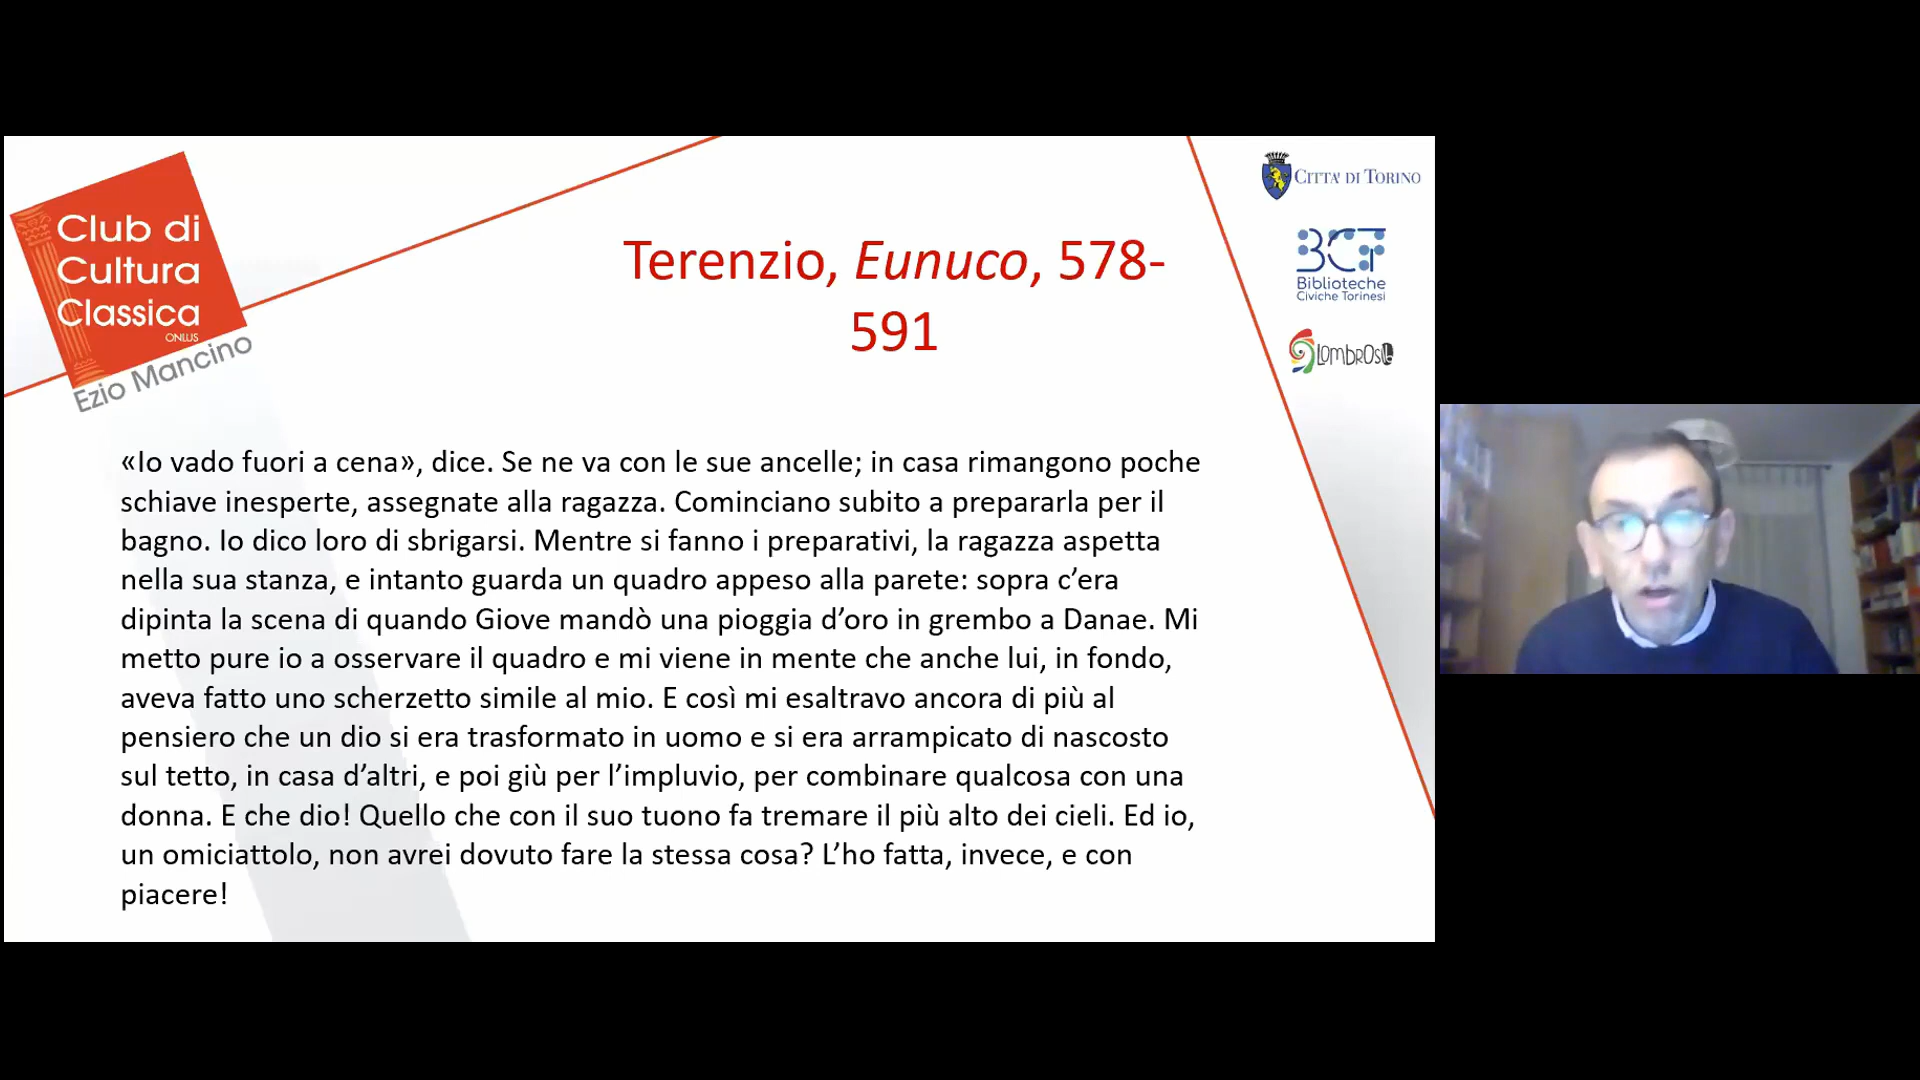 Club di
Cultura
Classica
ONLUS
Ezio Mancino
CITTA' DI TORINO
BCT
Biblioteche
Civiche Torinesi
LOMBROSO
Terenzio, Eunuco, 578-
591
«Io vado fuori a cena», dice. Se ne va con le sue ancelle; in casa rimangono poche
schiave inesperte, assegnate alla ragazza. Cominciano subito a prepararla per il
bagno. Io dico loro di sbrigarsi. Mentre si fanno i preparativi, la ragazza aspetta
nella sua stanza, e intanto guarda un quadro appeso alla parete: sopra c’era
dipinta la scena di quando Giove mandò una pioggia d’oro in grembo a Danae. Mi
metto pure io a osservare il quadro e mi viene in mente che anche lui, in fondo,
aveva fatto uno scherzetto simile al mio. E così mi esaltravo ancora di più al
pensiero che un dio si era trasformato in uomo e si era arrampicato di nascosto
sul tetto, in casa d’altri, e poi giù per l’impluvio, per combinare qualcosa con una
donna. E che dio! Quello che con il suo tuono fa tremare il più alto dei cieli. Ed io,
un omiciattolo, non avrei dovuto fare la stessa cosa? L’ho fatta, invece, e con
piacere!